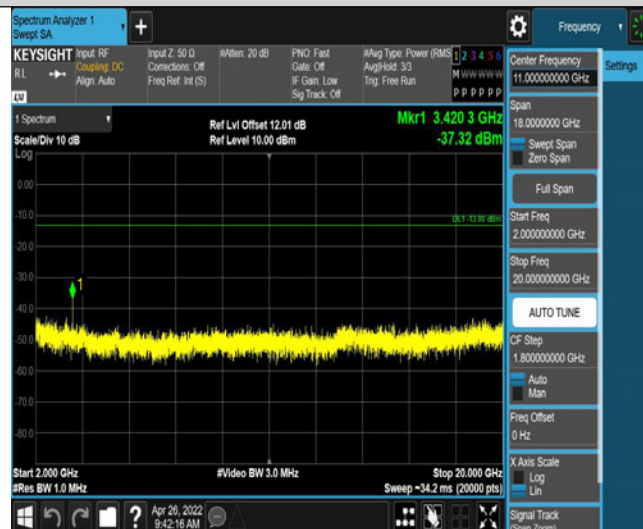 Spectrum Analyzer 1
Swept SA
+
Frequency
KEYSIGHT
RL
LXI
Input: RF
Coupling: DC
Align: Auto
Input Z: 50 Ω
Corrections: Off
Freq Ref: Int (S)
#Atten: 20 dB
PNO: Fast
Gate: Off
IF Gain: Low
Sig Track: Off
#Avg Type: Power (RMS
Avg|Hold: 3/3
Trig: Free Run
1 2 3 4 5 6
M W W W W W
P P P P P P
1 Spectrum
Scale/Div 10 dB
Log
Ref Lvl Offset 12.01 dB
Ref Level 10.00 dBm
Mkr1 3.420 3 GHz
-37.32 dBm
0.00
-10.0
DL1 -13.00 dBm
-20.0
-30.0
1
-40.0
-50.0
-60.0
-70.0
-80.0
Start 2.000 GHz
#Res BW 1.0 MHz
#Video BW 3.0 MHz
Stop 20.000 GHz
Sweep ~34.2 ms (20000 pts)
Apr 26, 2022
9:42:16 AM
?
Center Frequency
11.000000000 GHz
Settings
Span
18.0000000 GHz
Swept Span
Zero Span
Full Span
Start Freq
2.000000000 GHz
Stop Freq
20.000000000 GHz
AUTO TUNE
CF Step
1.800000000 GHz
Auto
Man
Freq Offset
0 Hz
X Axis Scale
Log
Lin
Signal Track
(Span Zoom)